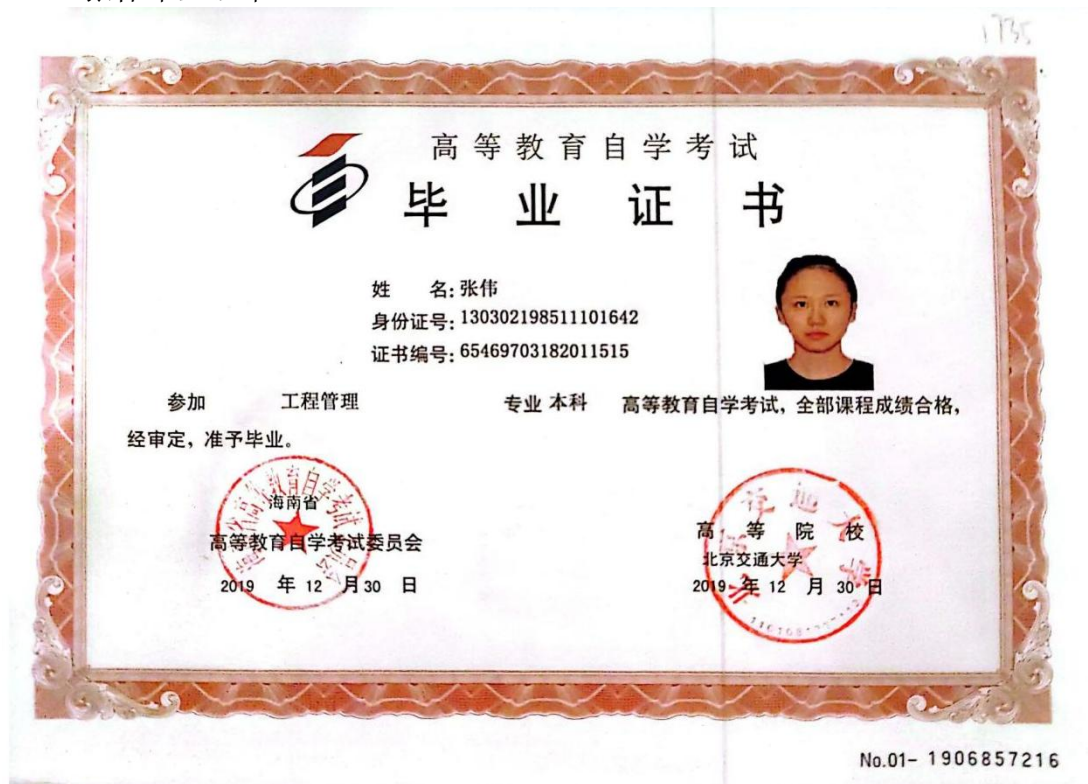 1735
高等教育自学考试
毕业证书
姓 名: 张伟
身份证号: 130302198511101642
证书编号: 65469703182011515
参加 工程管理 专业 本科 高等教育自学考试，全部课程成绩合格，
经审定，准予毕业。
海南省
高等教育自学考试委员会
2019 年 12 月 30 日
高等院校
北京交通大学
2019 年 12 月 30 日
No.01- 1906857216